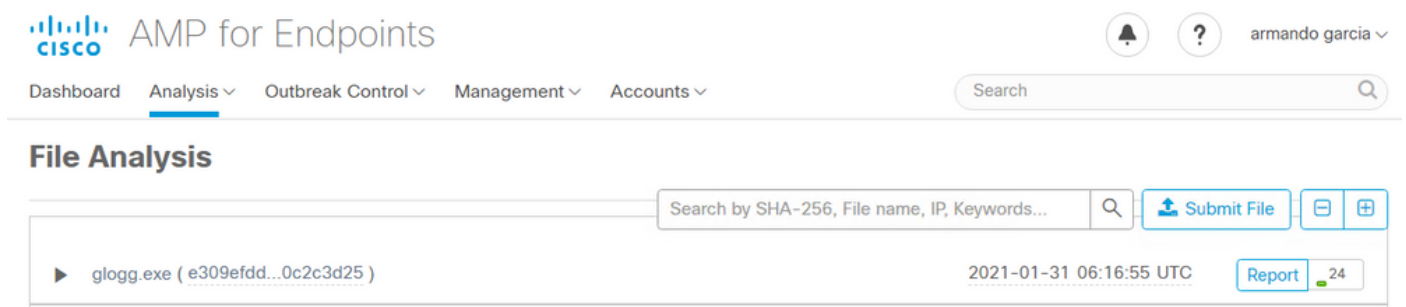 cisco AMP for Endpoints ? armando garcia
Dashboard Analysis Outbreak Control Management Accounts Search
File Analysis
Search by SHA-256, File name, IP, Keywords... Submit File
glogg.exe ( e309efdd...0c2c3d25 ) 2021-01-31 06:16:55 UTC Report 24